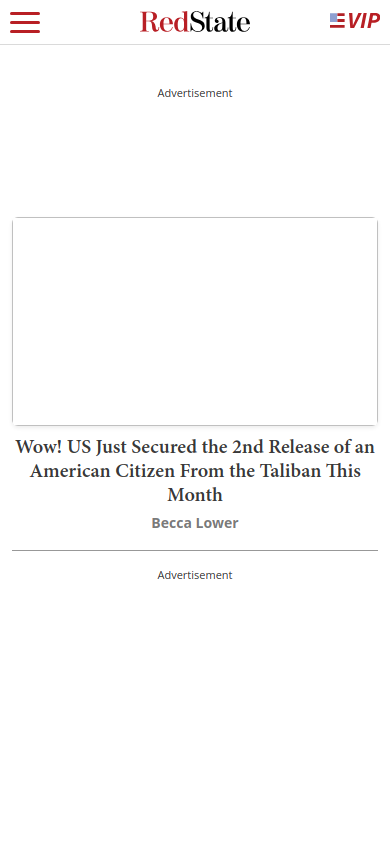 RedState
VIP
Advertisement
Wow! US Just Secured the 2nd Release of an
American Citizen From the Taliban This
Month
Becca Lower
Advertisement